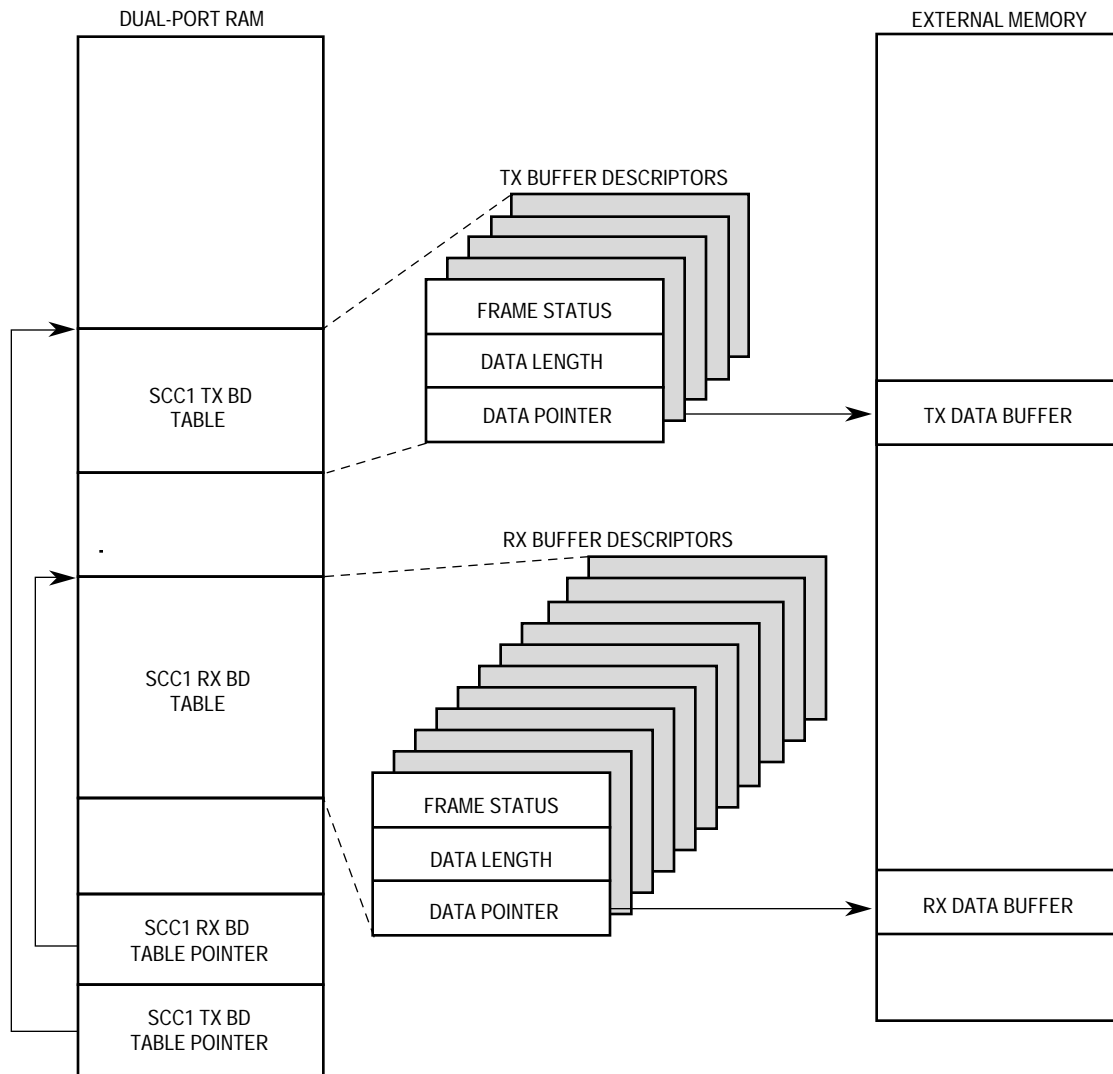 DUAL-PORT RAM
EXTERNAL MEMORY
TX BUFFER DESCRIPTORS
FRAME STATUS
DATA LENGTH
DATA POINTER
SCC1 TX BD
TABLE
TX DATA BUFFER
RX BUFFER DESCRIPTORS
SCC1 RX BD
TABLE
FRAME STATUS
DATA LENGTH
DATA POINTER
RX DATA BUFFER
SCC1 RX BD
TABLE POINTER
SCC1 TX BD
TABLE POINTER